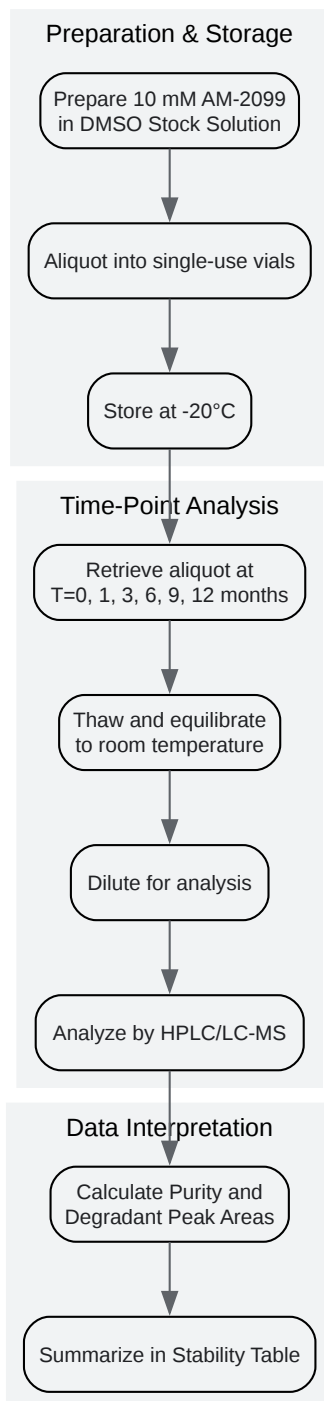 Preparation & Storage
Prepare 10 mM AM-2099
in DMSO Stock Solution
Aliquot into single-use vials
Store at -20°C
Time-Point Analysis
Retrieve aliquot at
T=0, 1, 3, 6, 9, 12 months
Thaw and equilibrate
to room temperature
Dilute for analysis
Analyze by HPLC/LC-MS
Data Interpretation
Calculate Purity and
Degradant Peak Areas
Summarize in Stability Table